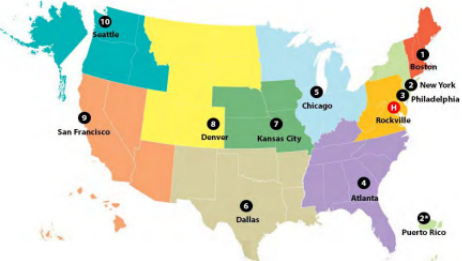 10
Seattle
1
Boston
2 New York
3 Philadelphia
H
Rockville
5
Chicago
9
San Francisco
8
Denver
7
Kansas City
4
Atlanta
6
Dallas
2*
Puerto Rico